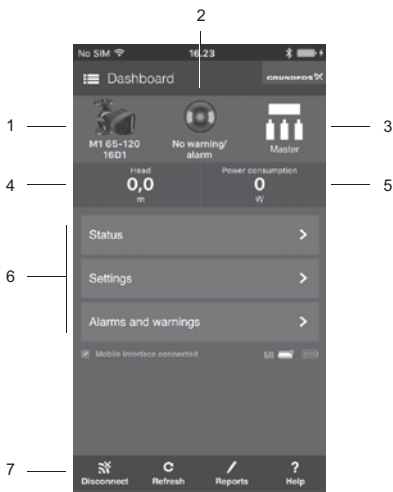 2
No SIM 16.23
Dashboard GRUNDFOS
1
M1 65-120
16D1
No warning/
alarm
Master
3
4
Head
0,0
m
Power consumption
0
W
5
6
Status
Settings
Alarms and warnings
Mobile interface connected MI
7
Disconnect Refresh Reports Help
?